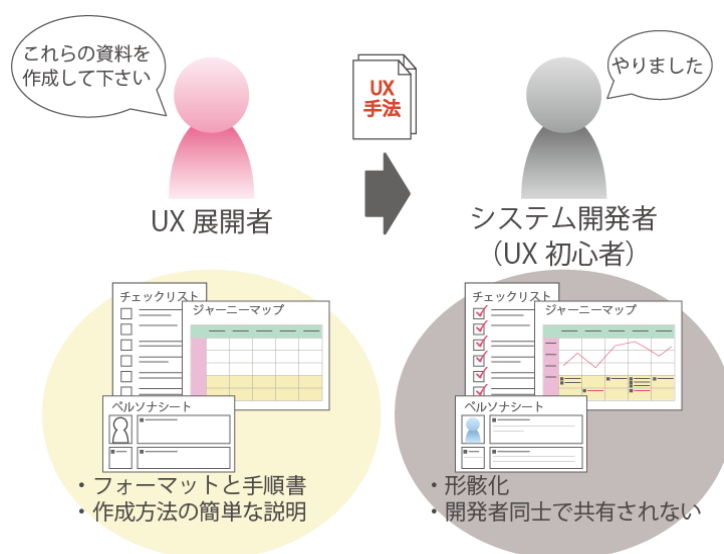 これらの資料を
作成して下さい
UX
手法
やりました
UX 展開者
システム開発者
（UX 初心者）
チェックリスト
ジャーニーマップ
ペルソナシート
・フォーマットと手順書
・作成方法の簡単な説明
チェックリスト
ジャーニーマップ
ペルソナシート
・形骸化
・開発者同士で共有されない